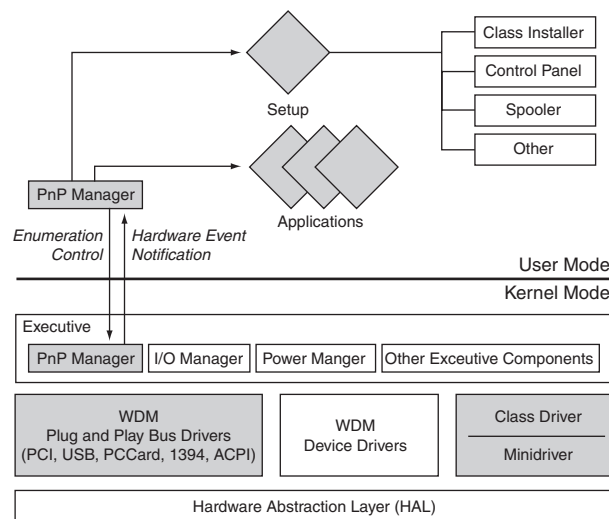 Class Installer
Control Panel
Spooler
Other
Setup
Applications
PnP Manager
Enumeration
Control
Hardware Event
Notification
User Mode
Kernel Mode
Executive
PnP Manager
I/O Manager
Power Manger
Other Excecutive Components
WDM
Plug and Play Bus Drivers
(PCI, USB, PCCard, 1394, ACPI)
WDM
Device Drivers
Class Driver
Minidriver
Hardware Abstraction Layer (HAL)